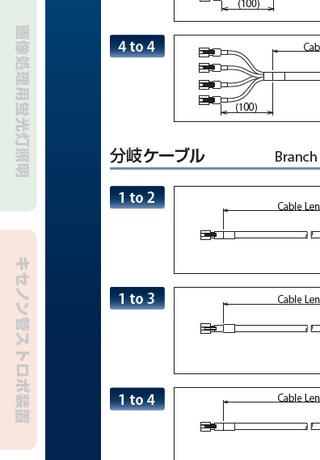 画像処理用蛍光灯照明
キセノン管ストロボ装置
(100)
4 to 4
Cab
(100)
分岐ケーブル
Branch
1 to 2
Cable Len
1 to 3
Cable Len
1 to 4
Cable Len